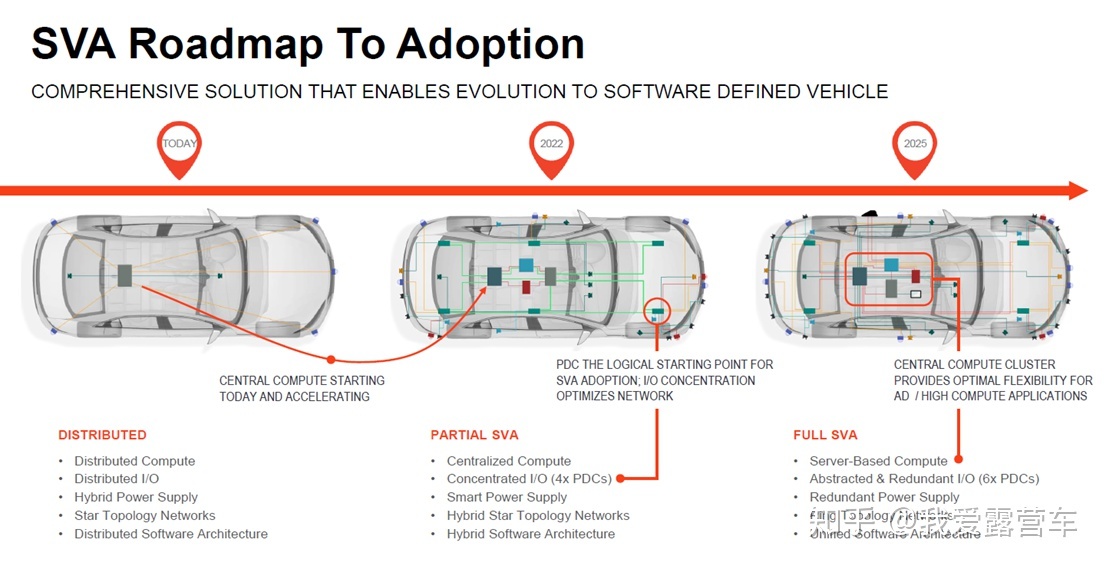 SVA Roadmap To Adoption
COMPREHENSIVE SOLUTION THAT ENABLES EVOLUTION TO SOFTWARE DEFINED VEHICLE
TODAY
2022
2025
CENTRAL COMPUTE STARTING
TODAY AND ACCELERATING
PDC THE LOGICAL STARTING POINT FOR
SVA ADOPTION; I/O CONCENTRATION
OPTIMIZES NETWORK
CENTRAL COMPUTE CLUSTER
PROVIDES OPTIMAL FLEXIBILITY FOR
AD / HIGH COMPUTE APPLICATIONS
DISTRIBUTED
• Distributed Compute
• Distributed I/O
• Hybrid Power Supply
• Star Topology Networks
• Distributed Software Architecture
PARTIAL SVA
• Centralized Compute
• Concentrated I/O (4x PDCs)
• Smart Power Supply
• Hybrid Star Topology Networks
• Hybrid Software Architecture
FULL SVA
• Server-Based Compute
• Abstracted & Redundant I/O (6x PDCs)
• Redundant Power Supply
• Ring Topology Networks
• Unified Software Architecture
知乎 @我爱露营车